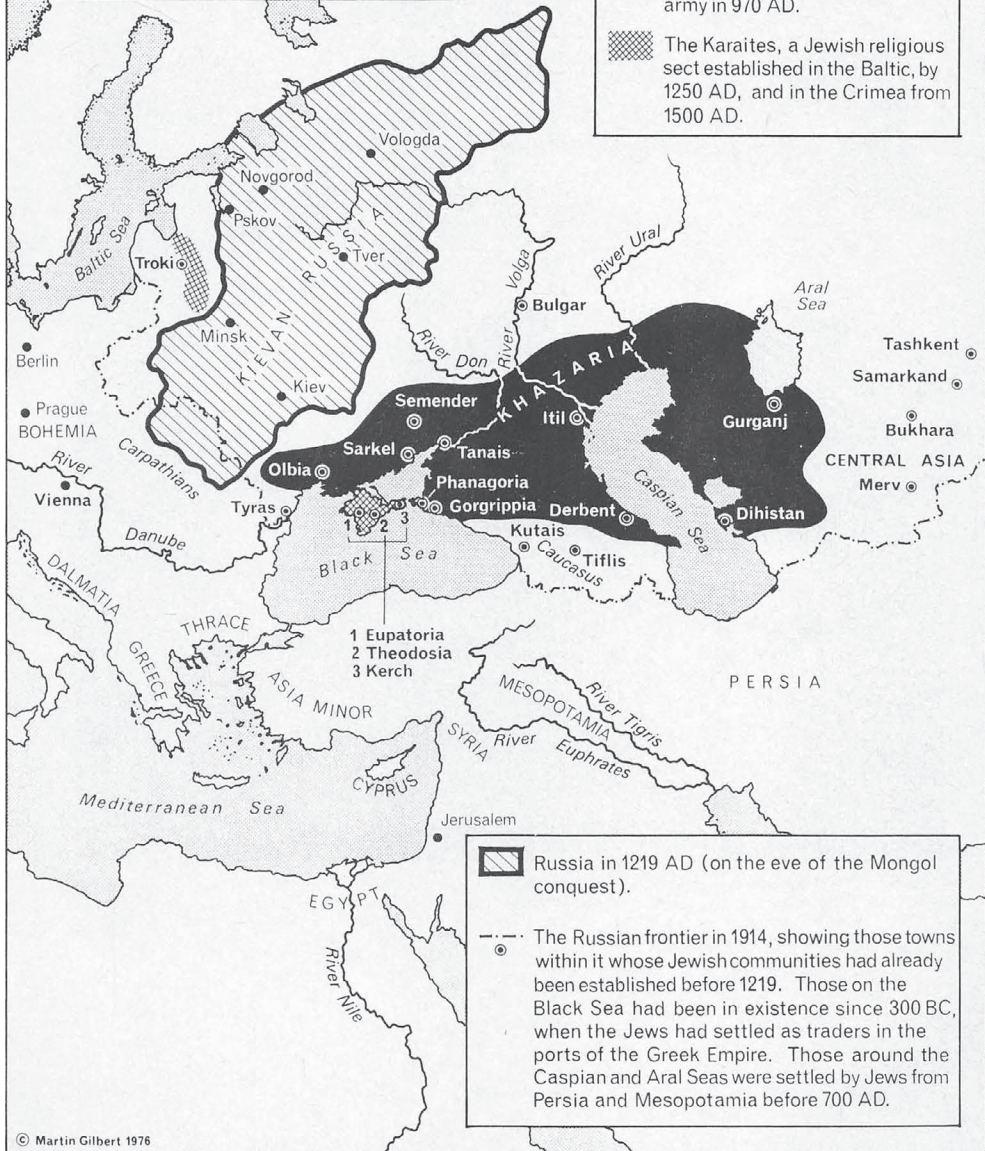 army in 970 AD.
The Karaites, a Jewish religious
sect established in the Baltic, by
1250 AD, and in the Crimea from
1500 AD.
Vologda
Novgorod
Pskov
Baltic Sea
Troki
Tver
KIEVAN RUSSIA
Minsk
Kiev
Berlin
Prague
BOHEMIA
Carpathians
River
Danube
Vienna
Tyras
River Ural
River Volga
Bulgar
River Don
Aral
Sea
Tashkent
Samarkand
Bukhara
CENTRAL ASIA
Merv
KHAZARIA
Semender
Itil
Gurganj
Sarkel
Tanais
Olbia
Phanagoria
Gorgrippia
Derbent
Caspian Sea
Dihistan
Kutais
Tiflis
Caucasus
1
2
3
Black Sea
1 Eupatoria
2 Theodosia
3 Kerch
DALMATIA
THRACE
GREECE
ASIA MINOR
MESOPOTAMIA
River Tigris
River Euphrates
SYRIA
PERSIA
CYPRUS
Mediterranean Sea
Jerusalem
EGYPT
River Nile
Russia in 1219 AD (on the eve of the Mongol
conquest).
The Russian frontier in 1914, showing those towns
within it whose Jewish communities had already
been established before 1219. Those on the
Black Sea had been in existence since 300 BC,
when the Jews had settled as traders in the
ports of the Greek Empire. Those around the
Caspian and Aral Seas were settled by Jews from
Persia and Mesopotamia before 700 AD.
© Martin Gilbert 1976